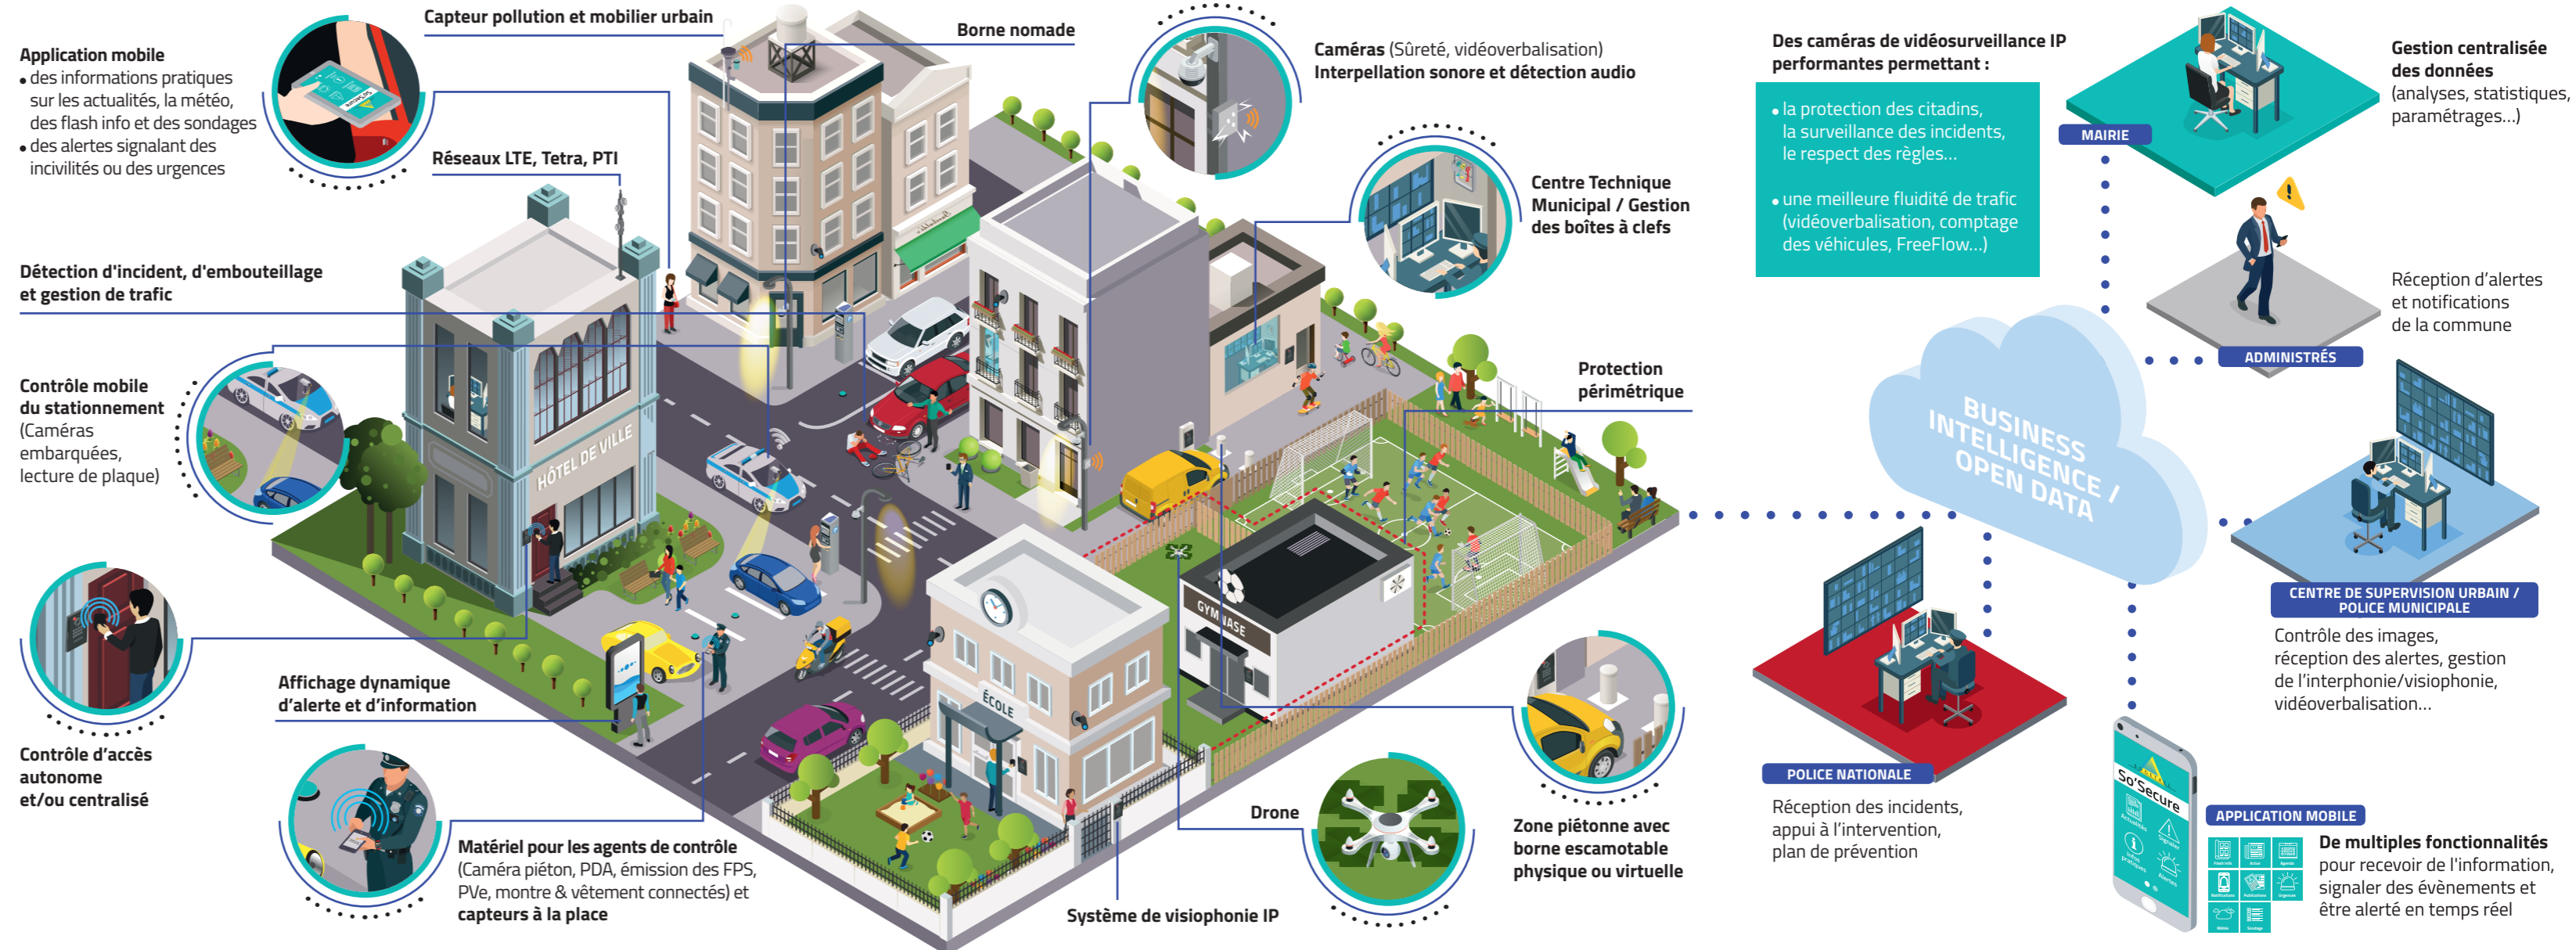 Capteur pollution et mobilier urbain
Borne nomade
Application mobile
• des informations pratiques
sur les actualités, la météo,
des flash info et des sondages
• des alertes signalant des
incivilités ou des urgences
So'Secure
Réseaux LTE, Tetra, PTI
Caméras (Sûreté, vidéoverbalisation)
Interpellation sonore et détection audio
Centre Technique
Municipal / Gestion
des boîtes à clefs
Détection d'incident, d'embouteillage
et gestion de trafic
Contrôle mobile
du stationnement
(Caméras
embarquées,
lecture de plaque)
HÔTEL DE VILLE
Protection
périmétrique
GYMNASE
ÉCOLE
Contrôle d'accès
autonome
et/ou centralisé
Affichage dynamique
d'alerte et d'information
Matériel pour les agents de contrôle
(Caméra piéton, PDA, émission des FPS,
PVe, montre & vêtement connectés) et
capteurs à la place
Système de visiophonie IP
Drone
Zone piétonne avec
borne escamotable
physique ou virtuelle
Des caméras de vidéosurveillance IP
performantes permettant :
• la protection des citadins,
la surveillance des incidents,
le respect des règles...
• une meilleure fluidité de trafic
(vidéoverbalisation, comptage
des véhicules, FreeFlow...)
MAIRIE
Gestion centralisée
des données
(analyses, statistiques,
paramétrages...)
Réception d'alertes
et notifications
de la commune
ADMINISTRÉS
BUSINESS
INTELLIGENCE /
OPEN DATA
CENTRE DE SUPERVISION URBAIN /
POLICE MUNICIPALE
Contrôle des images,
réception des alertes, gestion
de l'interphonie/visiophonie,
vidéoverbalisation...
POLICE NATIONALE
Réception des incidents,
appui à l'intervention,
plan de prévention
So'Secure
Actualités
Signaler
Infos
pratiques
Alertes
APPLICATION MOBILE
De multiples fonctionnalités
pour recevoir de l'information,
signaler des évènements et
être alerté en temps réel